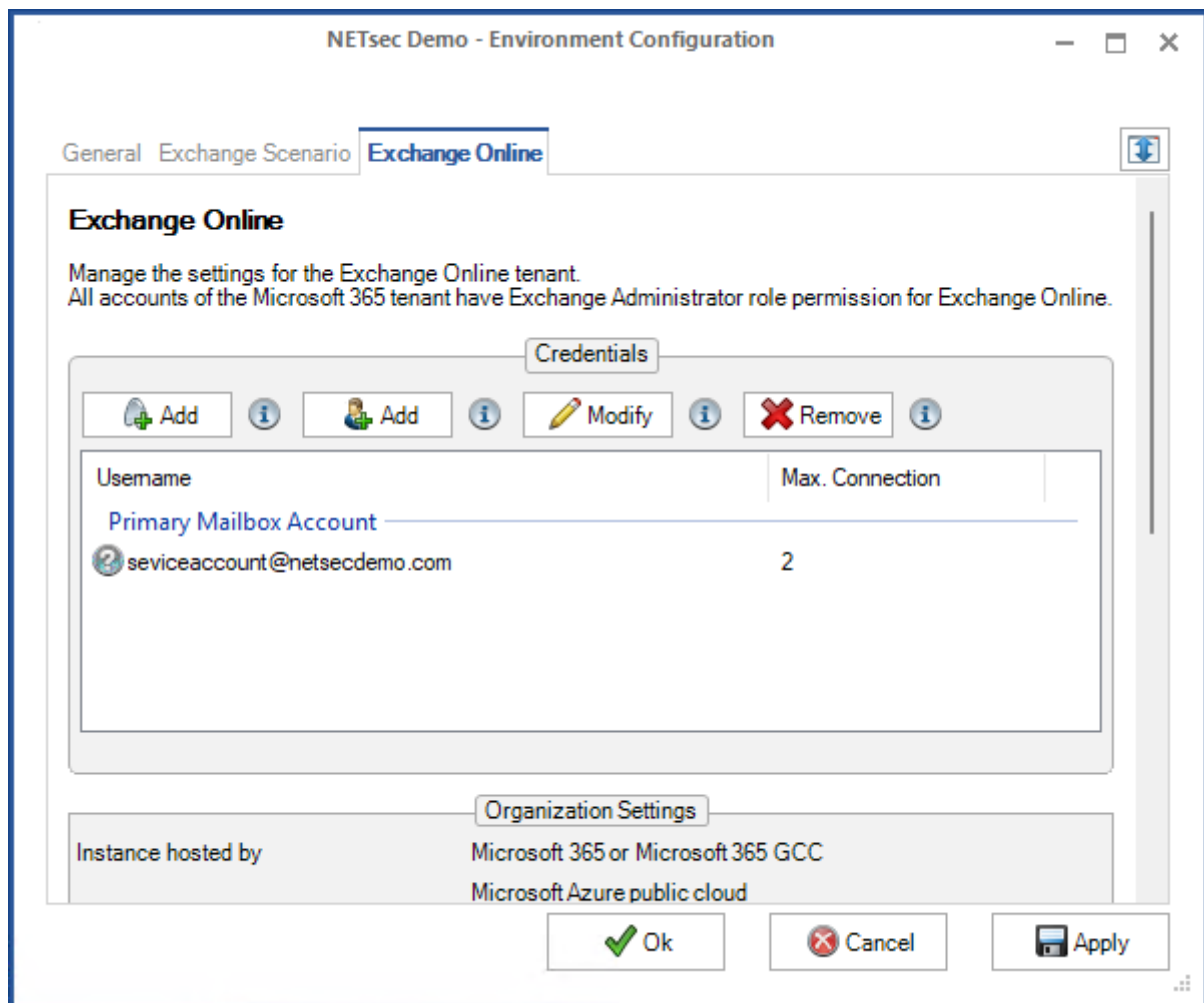 NETsec Demo - Environment Configuration
General Exchange Scenario Exchange Online
Exchange Online
Manage the settings for the Exchange Online tenant.
All accounts of the Microsoft 365 tenant have Exchange Administrator role permission for Exchange Online.
Credentials
Add Add Modify Remove
Username Max. Connection
Primary Mailbox Account
seviceaccount@netsecdemo.com 2
Organization Settings
Instance hosted by Microsoft 365 or Microsoft 365 GCC
Microsoft Azure public cloud
Ok Cancel Apply